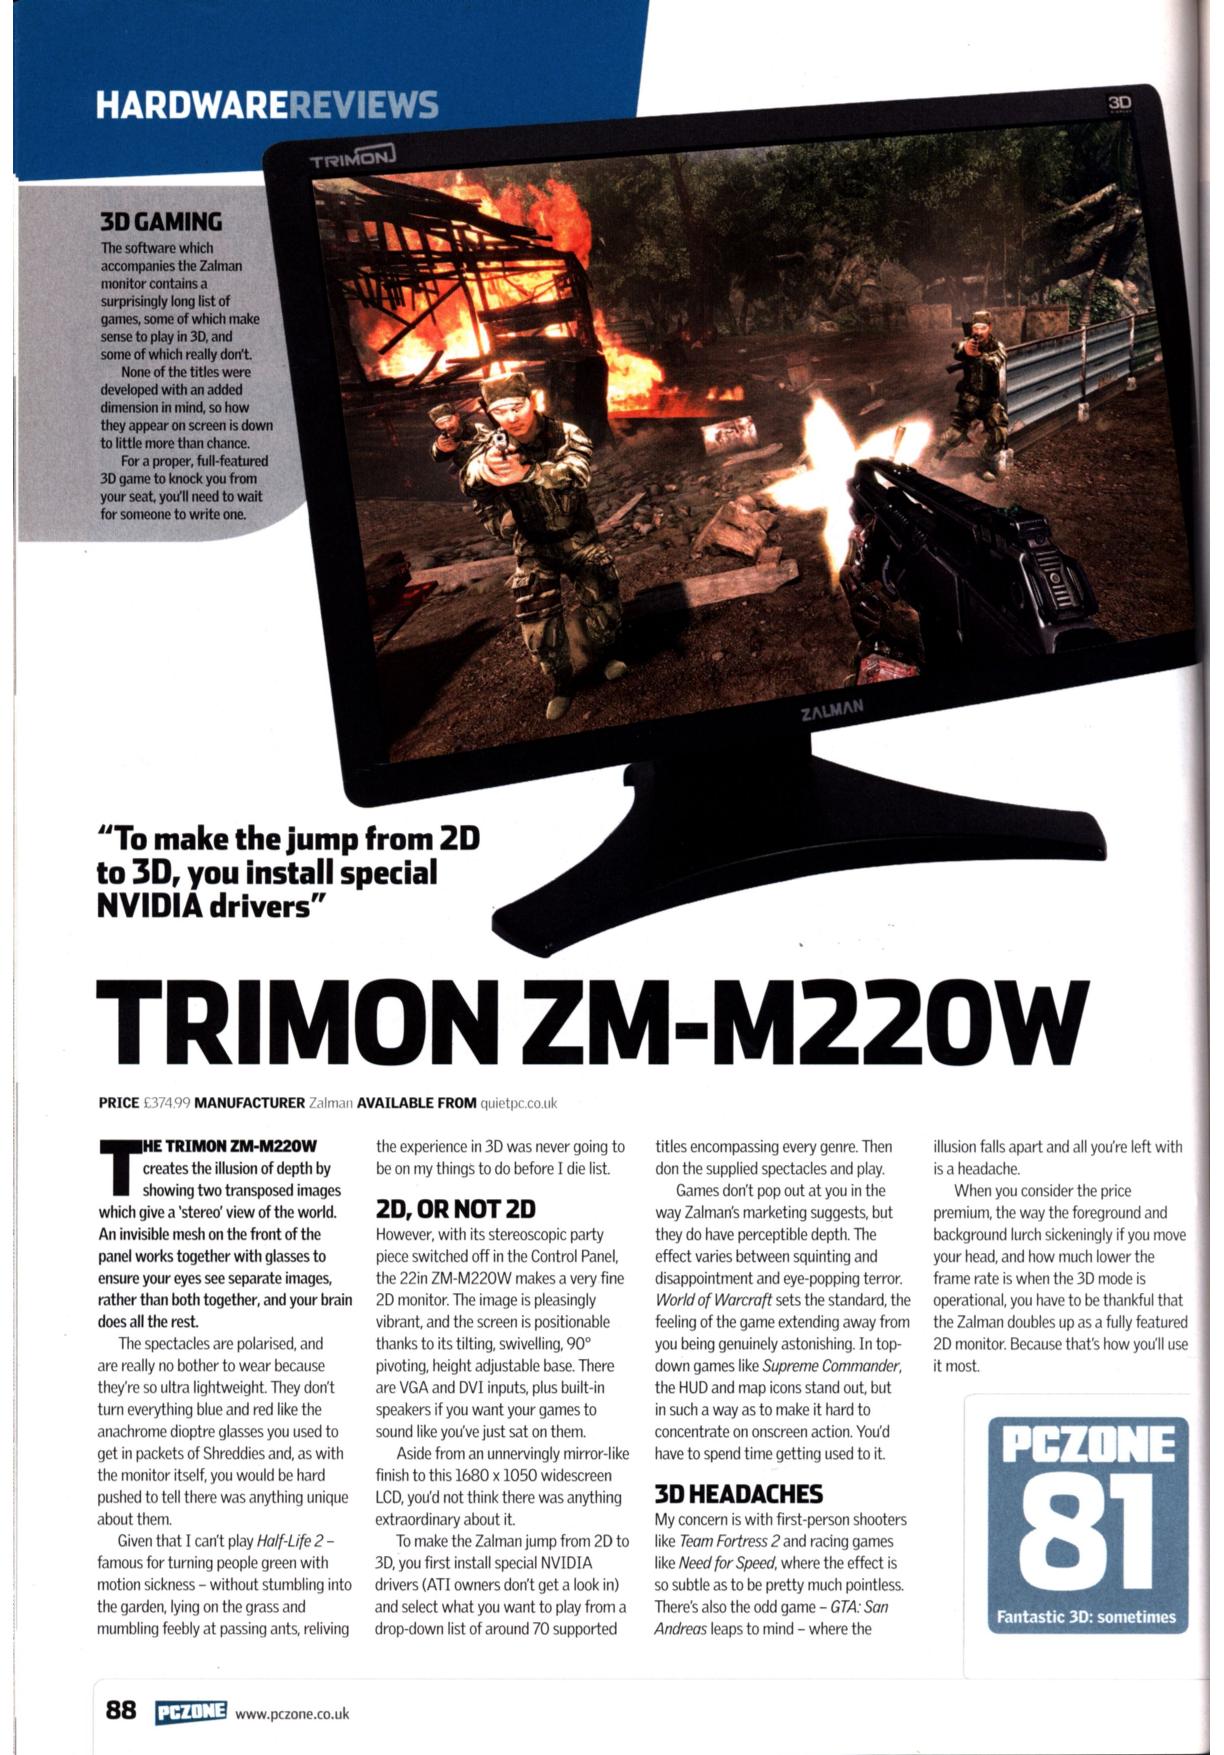 HARDWAREREVIEWS
TRIMON
3D
3D GAMING
The software which
accompanies the Zalman
monitor contains a
surprisingly long list of
games, some of which make
sense to play in 3D, and
some of which really don't.
None of the titles were
developed with an added
dimension in mind, so how
they appear on screen is down
to little more than chance.
For a proper, full-featured
3D game to knock you from
your seat, you'll need to wait
for someone to write one.
ZALMAN
"To make the jump from 2D
to 3D, you install special
NVIDIA drivers"
TRIMON ZM-M220W
PRICE £374.99 MANUFACTURER Zalman AVAILABLE FROM quietpc.co.uk
THE TRIMON ZM-M220W
creates the illusion of depth by
showing two transposed images
which give a 'stereo' view of the world.
An invisible mesh on the front of the
panel works together with glasses to
ensure your eyes see separate images,
rather than both together, and your brain
does all the rest.
The spectacles are polarised, and
are really no bother to wear because
they're so ultra lightweight. They don't
turn everything blue and red like the
anachrome dioptre glasses you used to
get in packets of Shreddies and, as with
the monitor itself, you would be hard
pushed to tell there was anything unique
about them.
Given that I can't play Half-Life 2 –
famous for turning people green with
motion sickness – without stumbling into
the garden, lying on the grass and
mumbling feebly at passing ants, reliving
the experience in 3D was never going to
be on my things to do before I die list.
2D, OR NOT 2D
However, with its stereoscopic party
piece switched off in the Control Panel,
the 22in ZM-M220W makes a very fine
2D monitor. The image is pleasingly
vibrant, and the screen is positionable
thanks to its tilting, swivelling, 90°
pivoting, height adjustable base. There
are VGA and DVI inputs, plus built-in
speakers if you want your games to
sound like you've just sat on them.
Aside from an unnervingly mirror-like
finish to this 1680 x 1050 widescreen
LCD, you'd not think there was anything
extraordinary about it.
To make the Zalman jump from 2D to
3D, you first install special NVIDIA
drivers (ATI owners don't get a look in)
and select what you want to play from a
drop-down list of around 70 supported
titles encompassing every genre. Then
don the supplied spectacles and play.
Games don't pop out at you in the
way Zalman's marketing suggests, but
they do have perceptible depth. The
effect varies between squinting and
disappointment and eye-popping terror.
World of Warcraft sets the standard, the
feeling of the game extending away from
you being genuinely astonishing. In top-
down games like Supreme Commander,
the HUD and map icons stand out, but
in such a way as to make it hard to
concentrate on onscreen action. You'd
have to spend time getting used to it.
3D HEADACHES
My concern is with first-person shooters
like Team Fortress 2 and racing games
like Need for Speed, where the effect is
so subtle as to be pretty much pointless.
There's also the odd game – GTA: San
Andreas leaps to mind – where the
illusion falls apart and all you're left with
is a headache.
When you consider the price
premium, the way the foreground and
background lurch sickeningly if you move
your head, and how much lower the
frame rate is when the 3D mode is
operational, you have to be thankful that
the Zalman doubles up as a fully featured
2D monitor. Because that's how you'll use
it most.
PCZONE
81
Fantastic 3D: sometimes
88 PCZONE www.pczone.co.uk